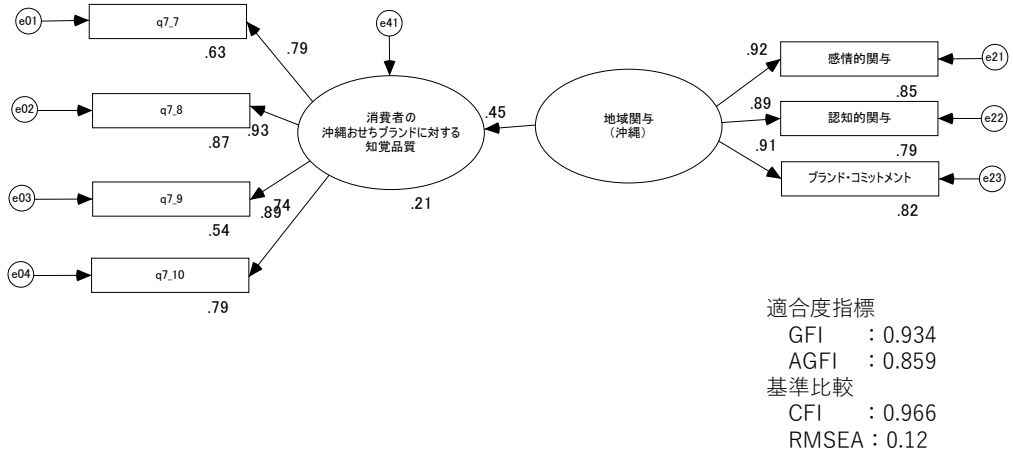 e01
q7_7
.63
.79
e02
q7_8
.87
.93
e03
q7_9
.54
.74
e04
q7_10
.79
.89
e41
消費者の
沖縄おせちブランドに対する
知覚品質
.21
.45
地域関与
(沖縄)
.92
感情的関与
.85
e21
.89
認知的関与
.79
e22
.91
ブランド・コミットメント
.82
e23
適合度指標
GFI :0.934
AGFI :0.859
基準比較
CFI :0.966
RMSEA:0.12